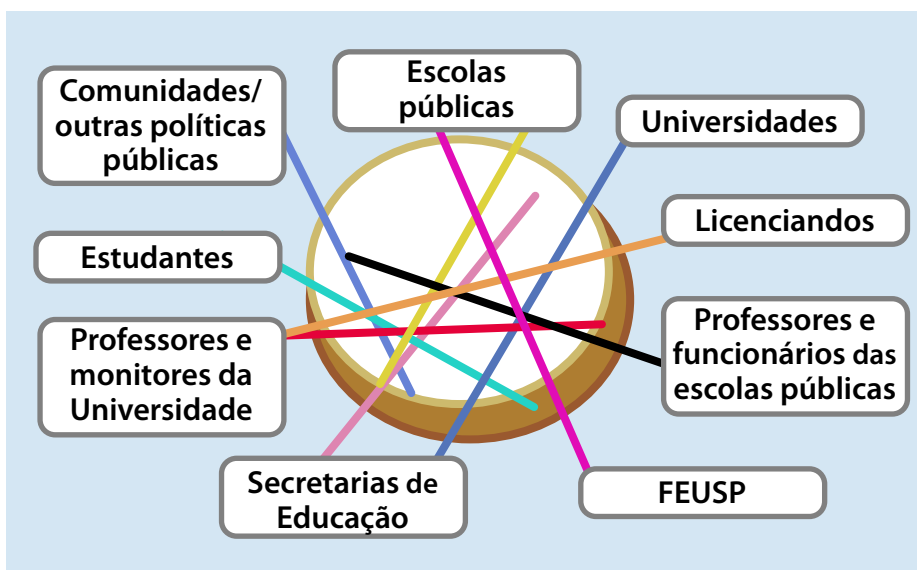 Comunidades/
outras políticas
públicas
Escolas
públicas
Universidades
Estudantes
Licenciandos
Professores e
monitores da
Universidade
Professores e
funcionários das
escolas públicas
Secretarias de
Educação
FEUSP